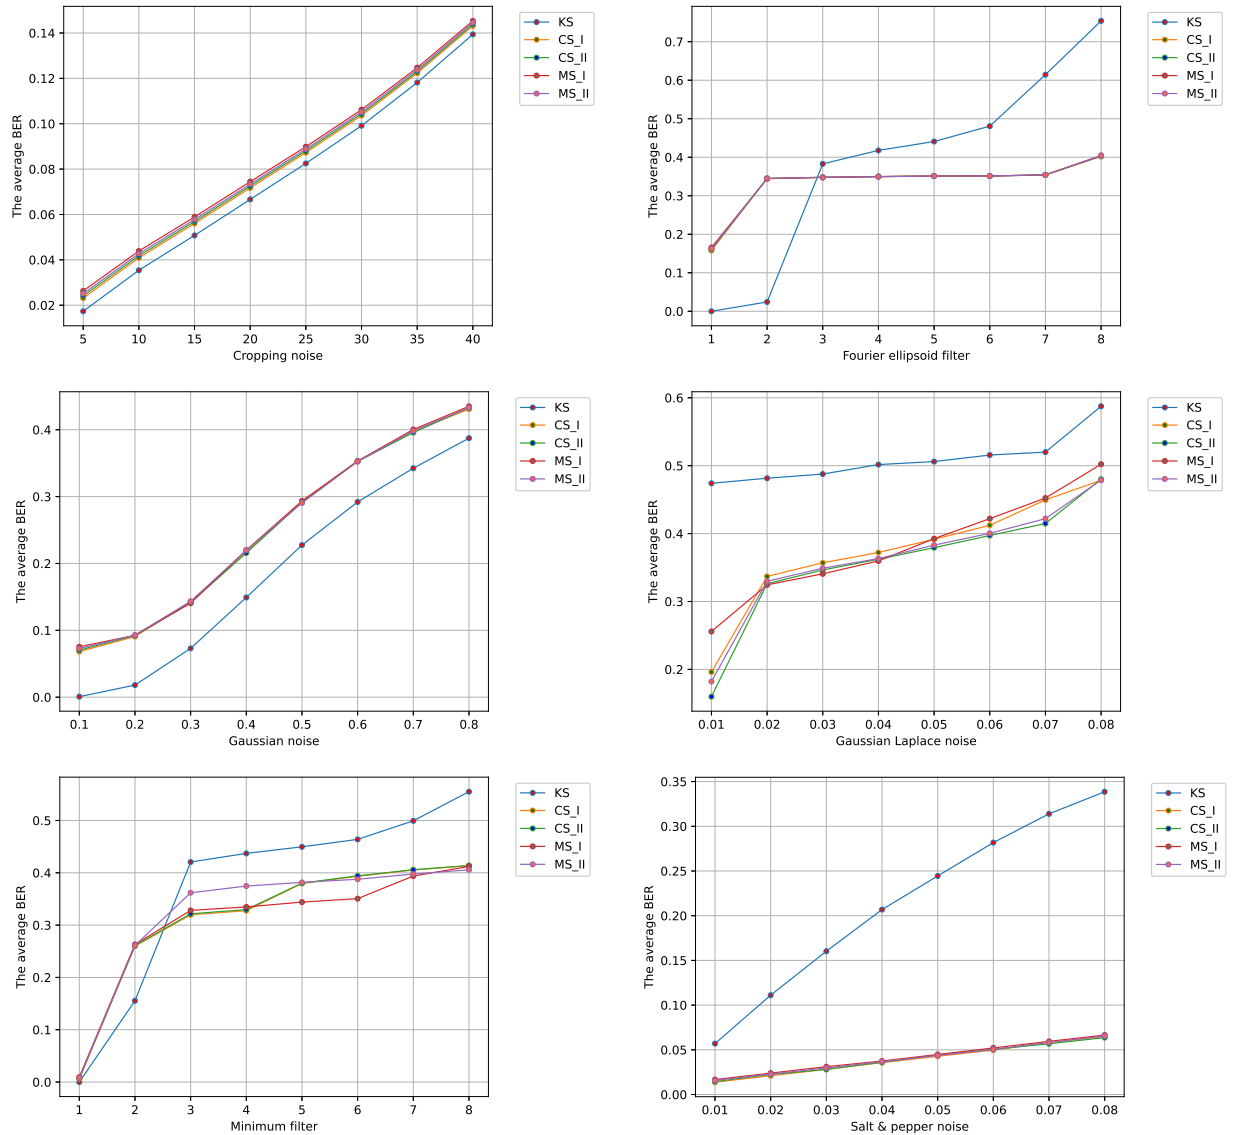 The average BER
0.14
0.12
0.10
0.08
0.06
0.04
0.02
5 10 15 20 25 30 35 40
Cropping noise
KS
CS_I
CS_II
MS_I
MS_II
The average BER
0.7
0.6
0.5
0.4
0.3
0.2
0.1
0.0
1 2 3 4 5 6 7 8
Fourier ellipsoid filter
KS
CS_I
CS_II
MS_I
MS_II
The average BER
0.4
0.3
0.2
0.1
0.0
0.1 0.2 0.3 0.4 0.5 0.6 0.7 0.8
Gaussian noise
KS
CS_I
CS_II
MS_I
MS_II
The average BER
0.6
0.5
0.4
0.3
0.2
0.01 0.02 0.03 0.04 0.05 0.06 0.07 0.08
Gaussian Laplace noise
KS
CS_I
CS_II
MS_I
MS_II
The average BER
0.5
0.4
0.3
0.2
0.1
0.0
1 2 3 4 5 6 7 8
Minimum filter
KS
CS_I
CS_II
MS_I
MS_II
The average BER
0.35
0.30
0.25
0.20
0.15
0.10
0.05
0.00
0.01 0.02 0.03 0.04 0.05 0.06 0.07 0.08
Salt & pepper noise
KS
CS_I
CS_II
MS_I
MS_II